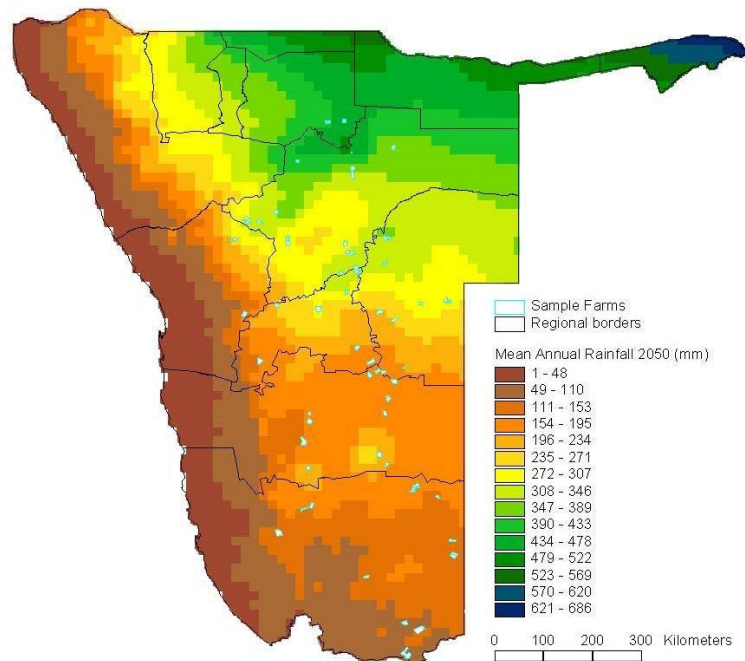 Sample Farms
Regional borders
Mean Annual Rainfall 2050 (mm)
1 - 48
49 - 110
111 - 153
154 - 195
196 - 234
235 - 271
272 - 307
308 - 346
347 - 389
390 - 433
434 - 478
479 - 522
523 - 569
570 - 620
621 - 686
0 100 200 300 Kilometers